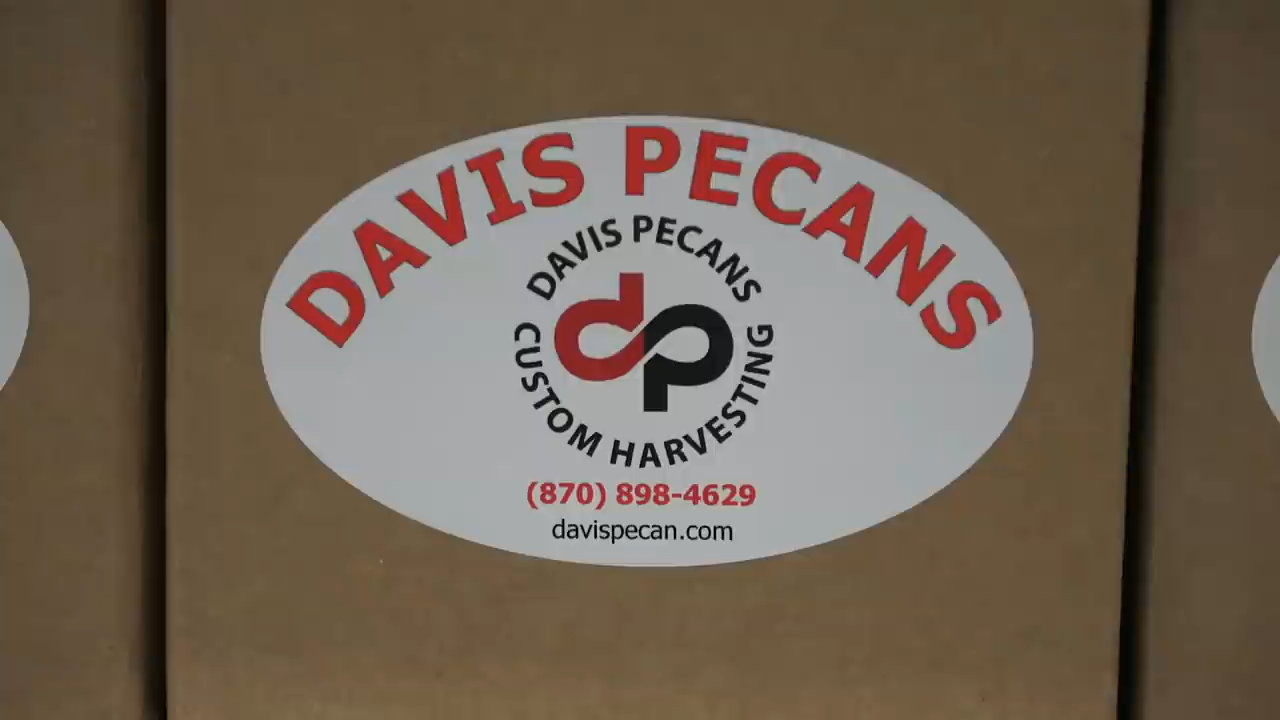 DAVIS PECANS
DAVIS PECANS
dp
CUSTOM HARVESTING
(870) 898-4629
davispecan.com